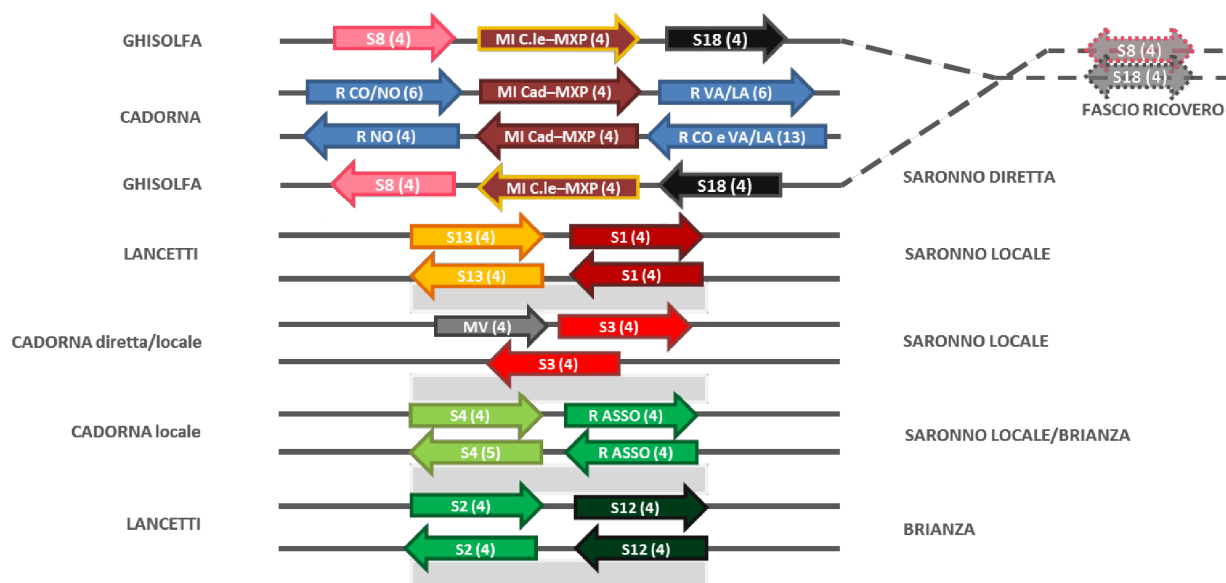 GHISOLFA
S8 (4)
MI C.le–MXP (4)
S18 (4)
S8 (4)
S18 (4)
FASCIO RICOVERO
CADORNA
R CO/NO (6)
MI Cad–MXP (4)
R VA/LA (6)
R NO (4)
MI Cad–MXP (4)
R CO e VA/LA (13)
GHISOLFA
S8 (4)
MI C.le–MXP (4)
S18 (4)
SARONNO DIRETTA
LANCETTI
S13 (4)
S1 (4)
S13 (4)
S1 (4)
SARONNO LOCALE
CADORNA diretta/locale
MV (4)
S3 (4)
S3 (4)
SARONNO LOCALE
CADORNA locale
S4 (4)
R ASSO (4)
S4 (5)
R ASSO (4)
SARONNO LOCALE/BRIANZA
LANCETTI
S2 (4)
S12 (4)
S2 (4)
S12 (4)
BRIANZA